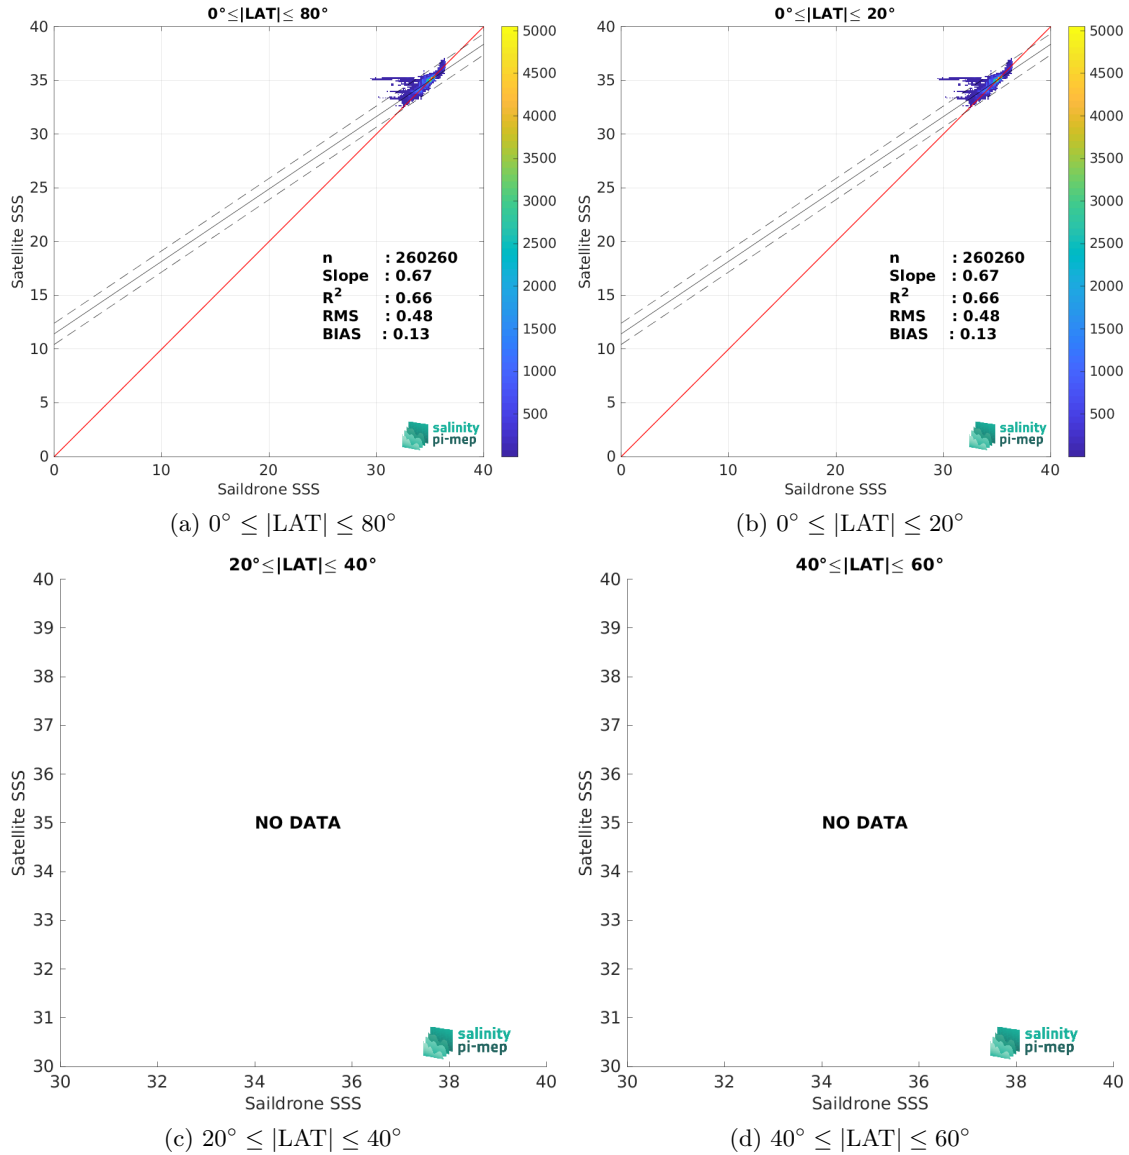 0°≤|LAT|≤ 80°
40
35
30
25
20
15
10
5
0
Satellite SSS
n : 260260
Slope : 0.67
R² : 0.66
RMS : 0.48
BIAS : 0.13
salinity
pi-mep
0 10 20 30 40
Saildrone SSS
5000
4500
4000
3500
3000
2500
2000
1500
1000
500
(a) 0° ≤ |LAT| ≤ 80°
0°≤|LAT|≤ 20°
40
35
30
25
20
15
10
5
0
Satellite SSS
n : 260260
Slope : 0.67
R² : 0.66
RMS : 0.48
BIAS : 0.13
salinity
pi-mep
0 10 20 30 40
Saildrone SSS
5000
4500
4000
3500
3000
2500
2000
1500
1000
500
(b) 0° ≤ |LAT| ≤ 20°
20°≤|LAT|≤ 40°
40
39
38
37
36
35
34
33
32
31
30
Satellite SSS
NO DATA
salinity
pi-mep
30 32 34 36 38 40
Saildrone SSS
(c) 20° ≤ |LAT| ≤ 40°
40°≤|LAT|≤ 60°
40
39
38
37
36
35
34
33
32
31
30
Satellite SSS
NO DATA
salinity
pi-mep
30 32 34 36 38 40
Saildrone SSS
(d) 40° ≤ |LAT| ≤ 60°